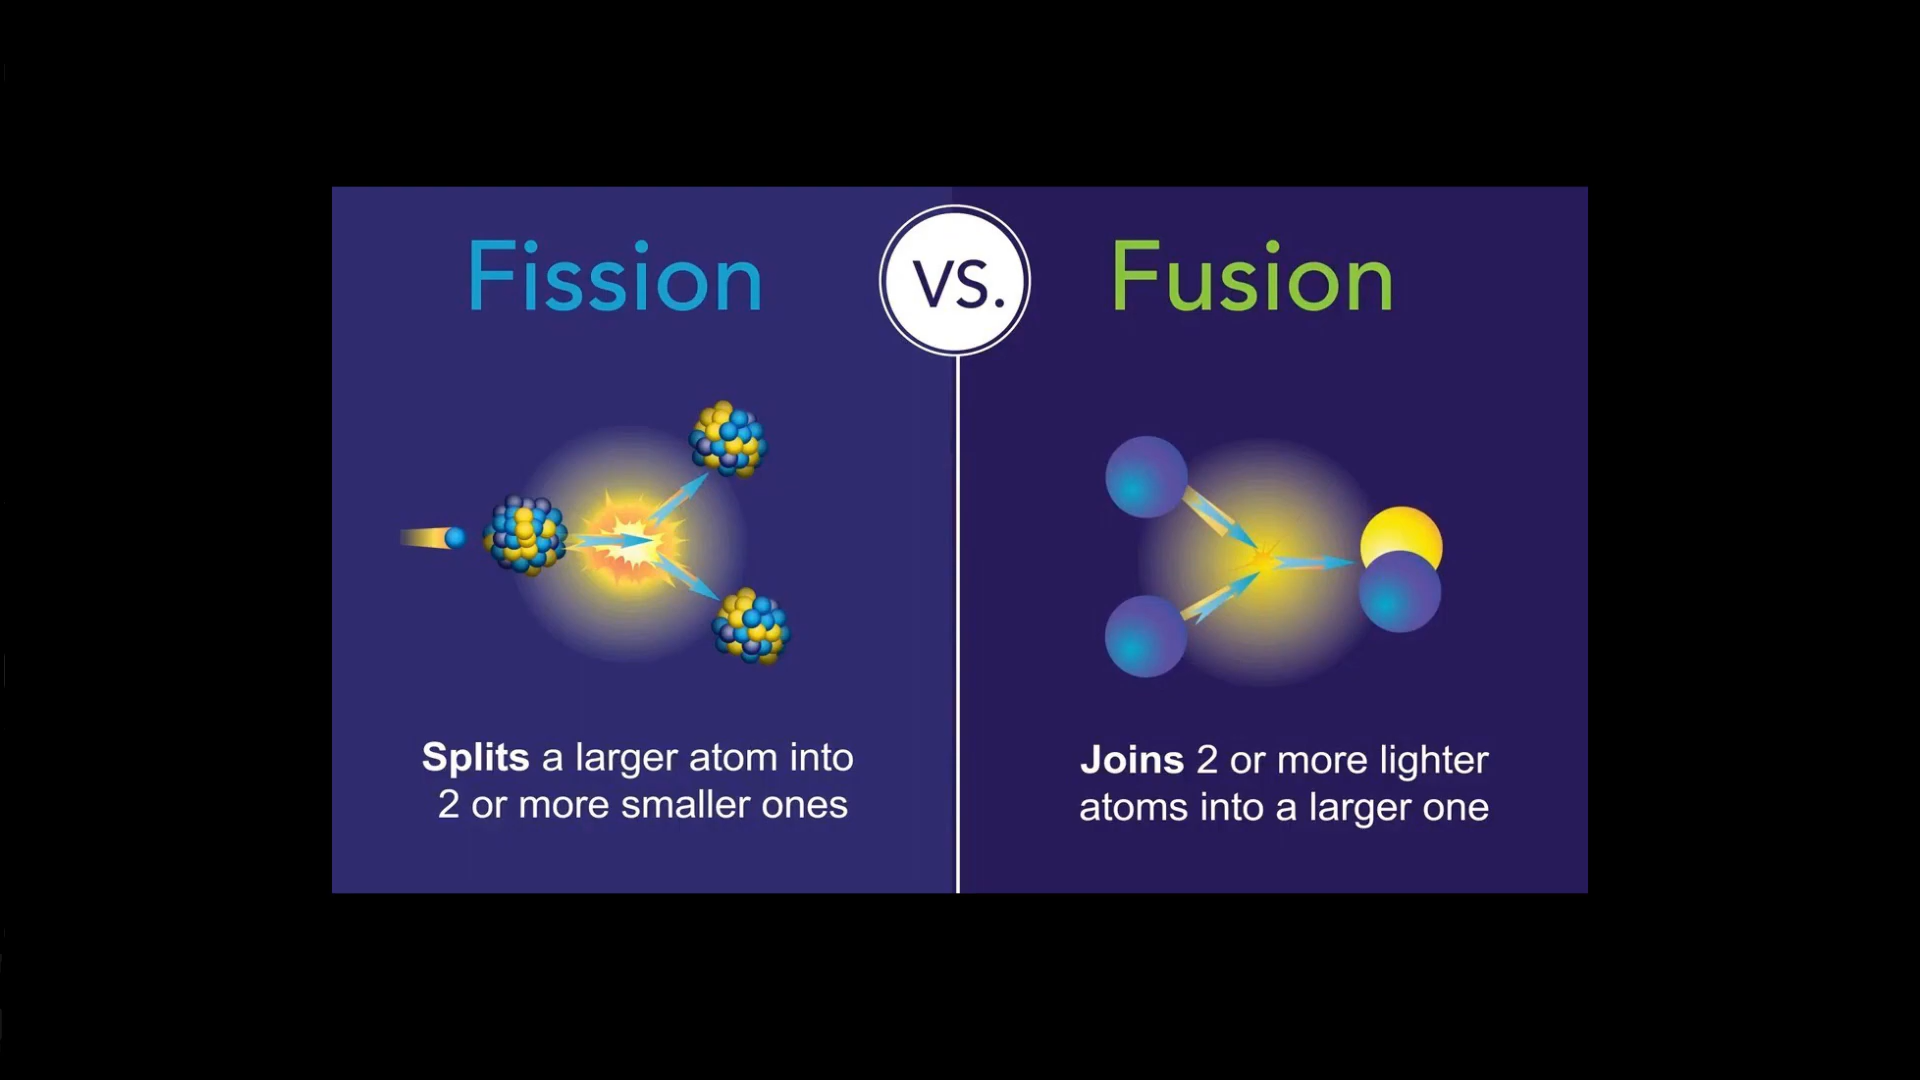 Fission
VS.
Fusion
Splits a larger atom into
2 or more smaller ones
Joins 2 or more lighter
atoms into a larger one